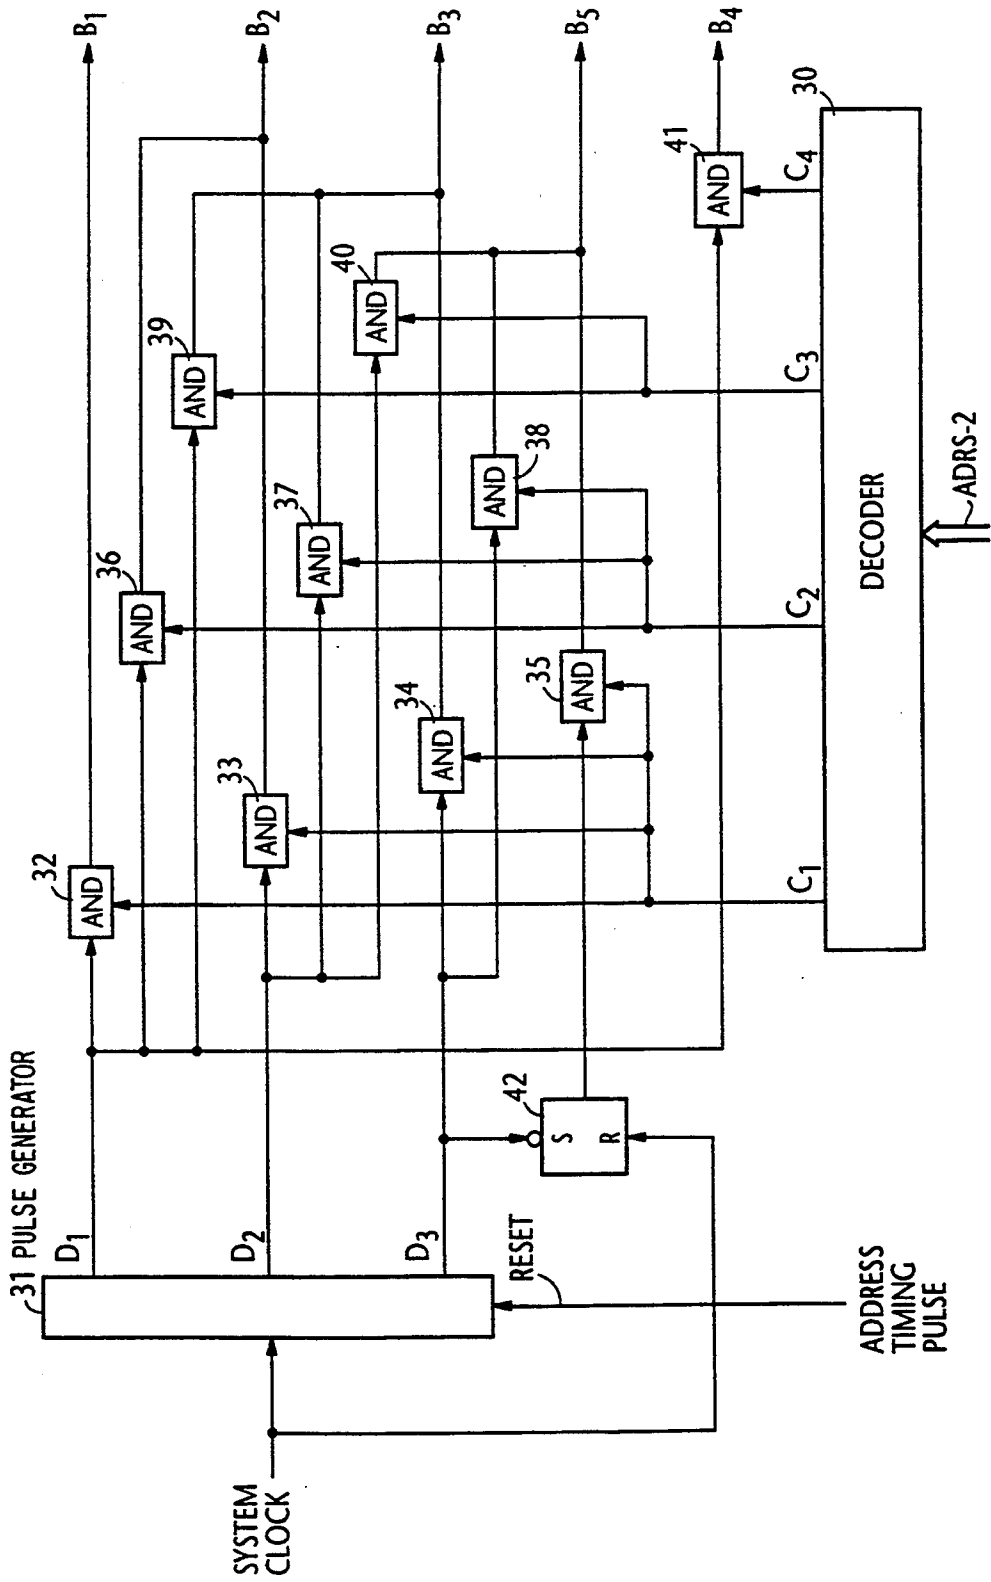 31 PULSE GENERATOR
D1
D2
D3
SYSTEM
CLOCK
RESET
ADDRESS
TIMING
PULSE
42
S
R
32
AND
33
AND
34
AND
35
AND
36
AND
37
AND
38
AND
39
AND
40
AND
41
AND
B1
B2
B3
B5
B4
C1
C2
C3
C4
30
DECODER
ADRS-2